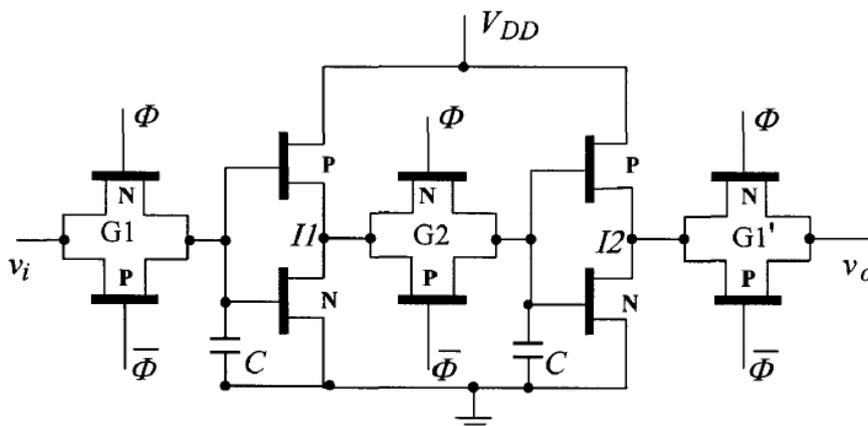 V_DD
Φ Φ Φ
P P
N N N
v_i G1 I1 G2 I2 G1' v_o
P P P
N N
Φ̅ C Φ̅ C Φ̅